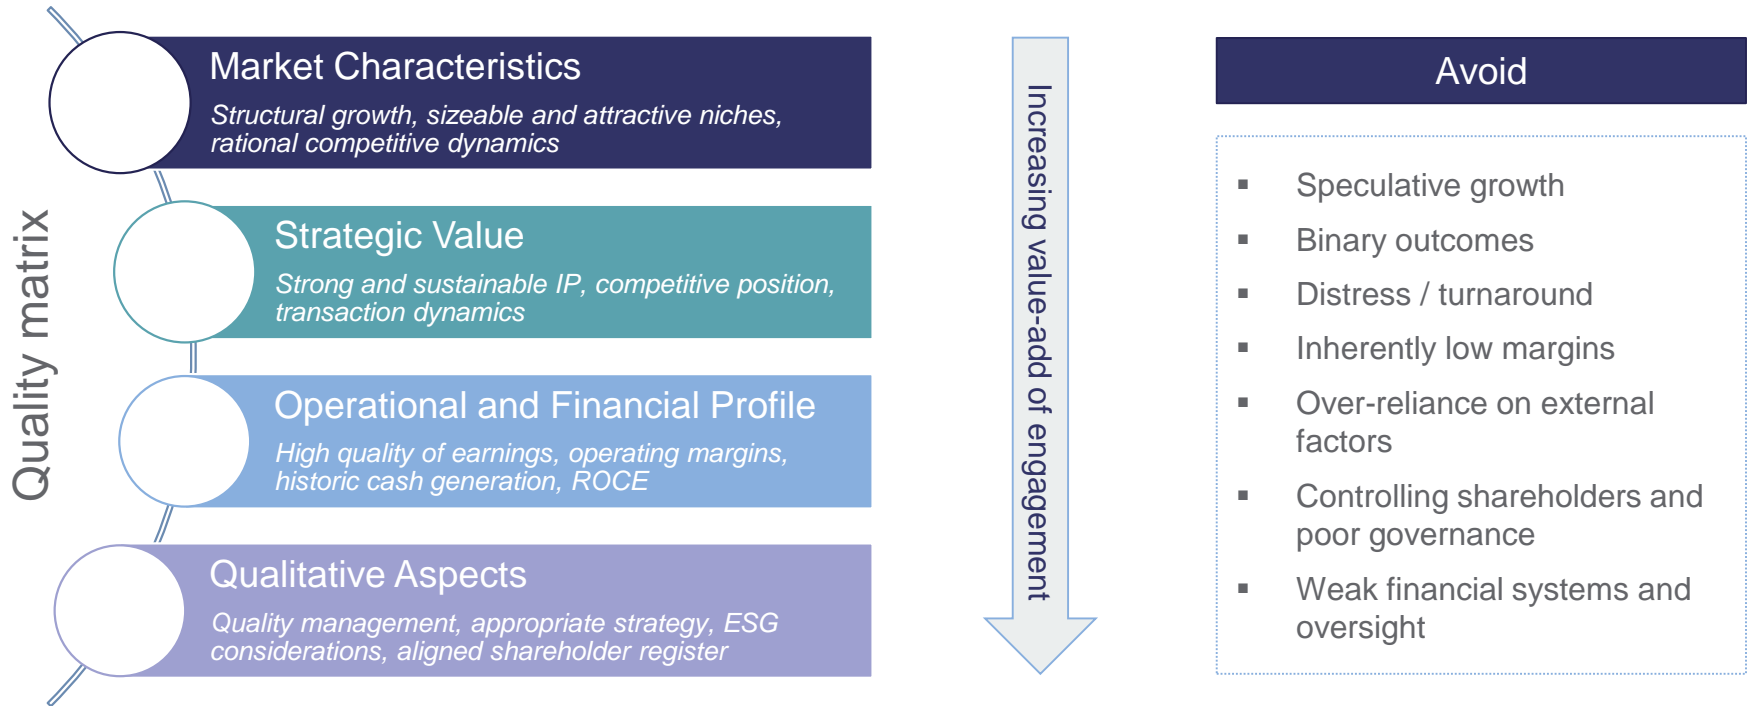 Quality matrix
Market Characteristics
Structural growth, sizeable and attractive niches,
rational competitive dynamics
Strategic Value
Strong and sustainable IP, competitive position,
transaction dynamics
Operational and Financial Profile
High quality of earnings, operating margins,
historic cash generation, ROCE
Qualitative Aspects
Quality management, appropriate strategy, ESG
considerations, aligned shareholder register
Increasing value-add of engagement
Avoid
▪ Speculative growth
▪ Binary outcomes
▪ Distress / turnaround
▪ Inherently low margins
▪ Over-reliance on external
factors
▪ Controlling shareholders and
poor governance
▪ Weak financial systems and
oversight